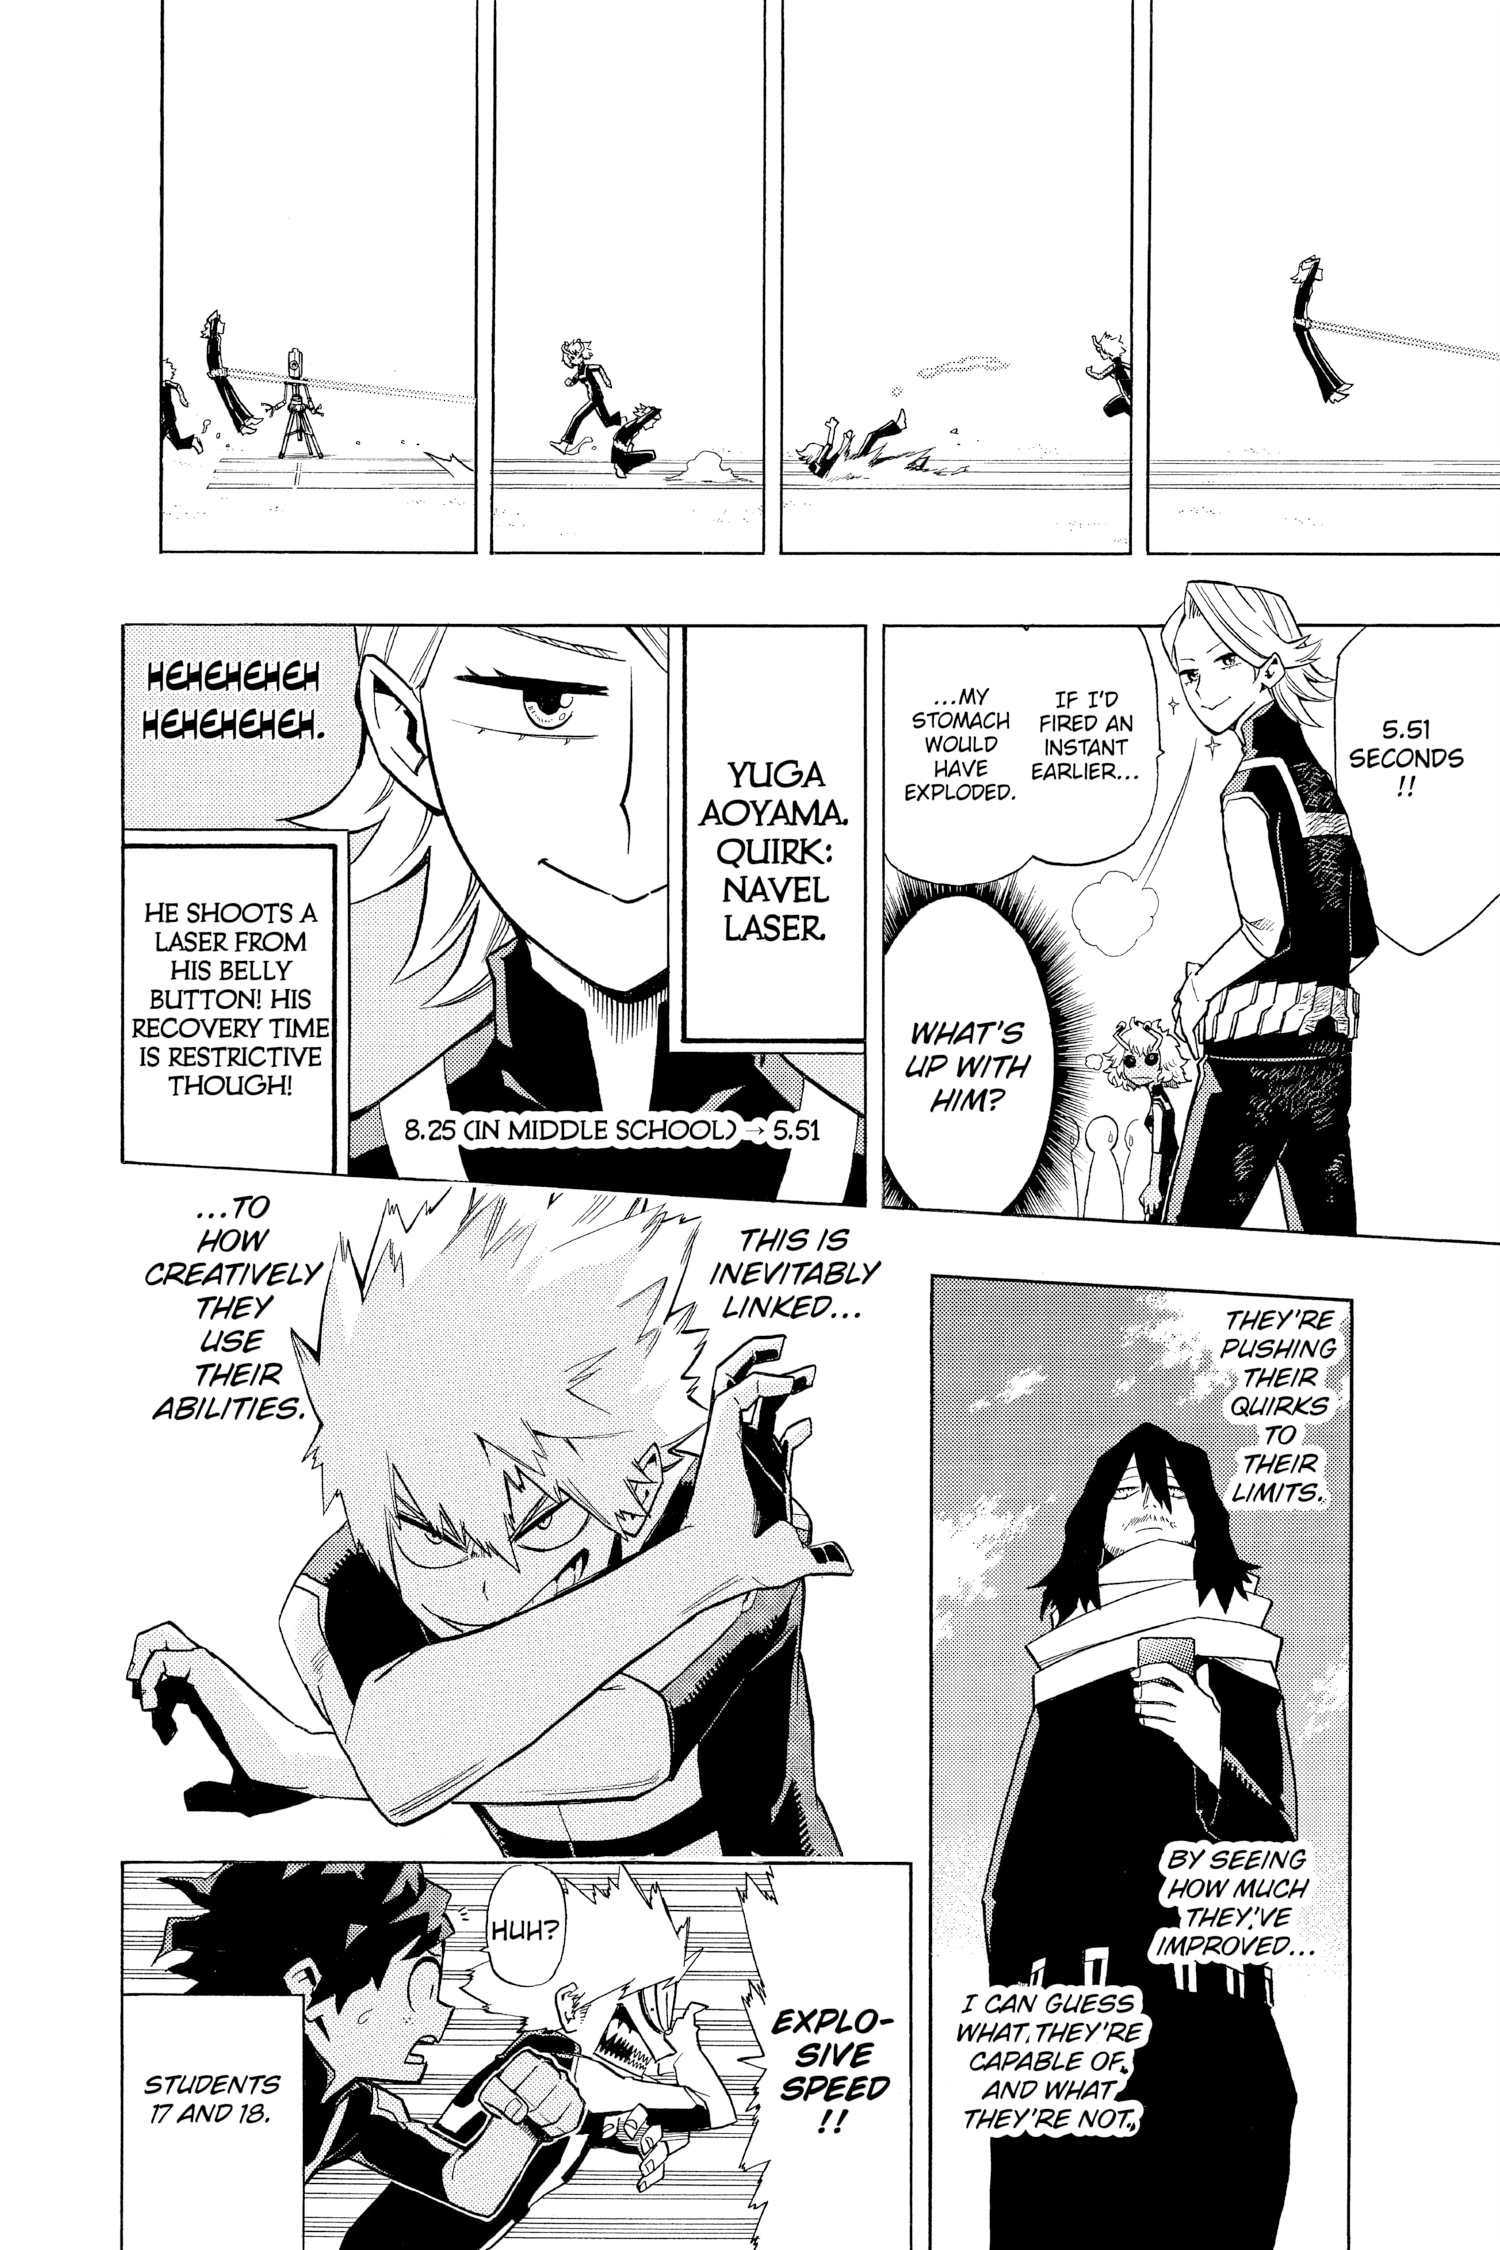 5.51
SECONDS
!!
IF I'D
FIRED AN
INSTANT
EARLIER...
...MY
STOMACH
WOULD
HAVE
EXPLODED.
WHAT'S
UP WITH
HIM?
YUGA
AOYAMA.
QUIRK:
NAVEL
LASER.
HEHEHEHEH
HEHEHEHEH.
HE SHOOTS A
LASER FROM
HIS BELLY
BUTTON! HIS
RECOVERY TIME
IS RESTRICTIVE
THOUGH!
8.25 (IN MIDDLE SCHOOL) → 5.51
THEY'RE
PUSHING
THEIR
QUIRKS
TO
THEIR
LIMITS.
BY SEEING
HOW MUCH
THEY'VE
IMPROVED...
I CAN GUESS
WHAT THEY'RE
CAPABLE OF
AND WHAT
THEY'RE NOT.
THIS IS
INEVITABLY
LINKED...
...TO
HOW
CREATIVELY
THEY
USE
THEIR
ABILITIES.
EXPLO-
SIVE
SPEED
!!
HUH?
STUDENTS
17 AND 18.